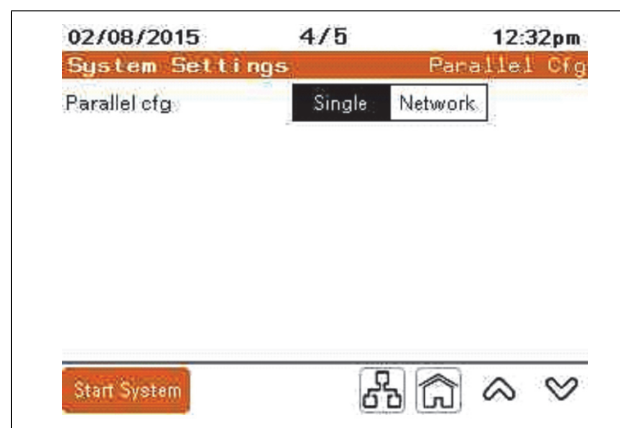 02/08/2015 4/5 12:32pm
System Settings Parallel Cfg
Parallel cfg Single Network
Start System